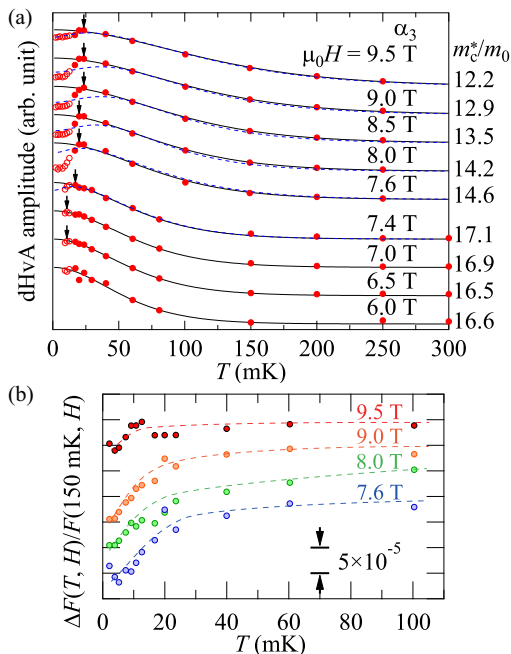 (a)
α₃
μ₀H = 9.5 T
m*c/m₀
12.2
9.0 T
12.9
8.5 T
13.5
8.0 T
14.2
7.6 T
14.6
7.4 T
17.1
7.0 T
16.9
6.5 T
16.5
6.0 T
16.6
dHvA amplitude (arb. unit)
0 50 100 150 200 250 300
T (mK)
(b)
9.5 T
9.0 T
8.0 T
7.6 T
5×10⁻⁵
ΔF(T, H)/F(150 mK, H)
0 20 40 60 80 100
T (mK)